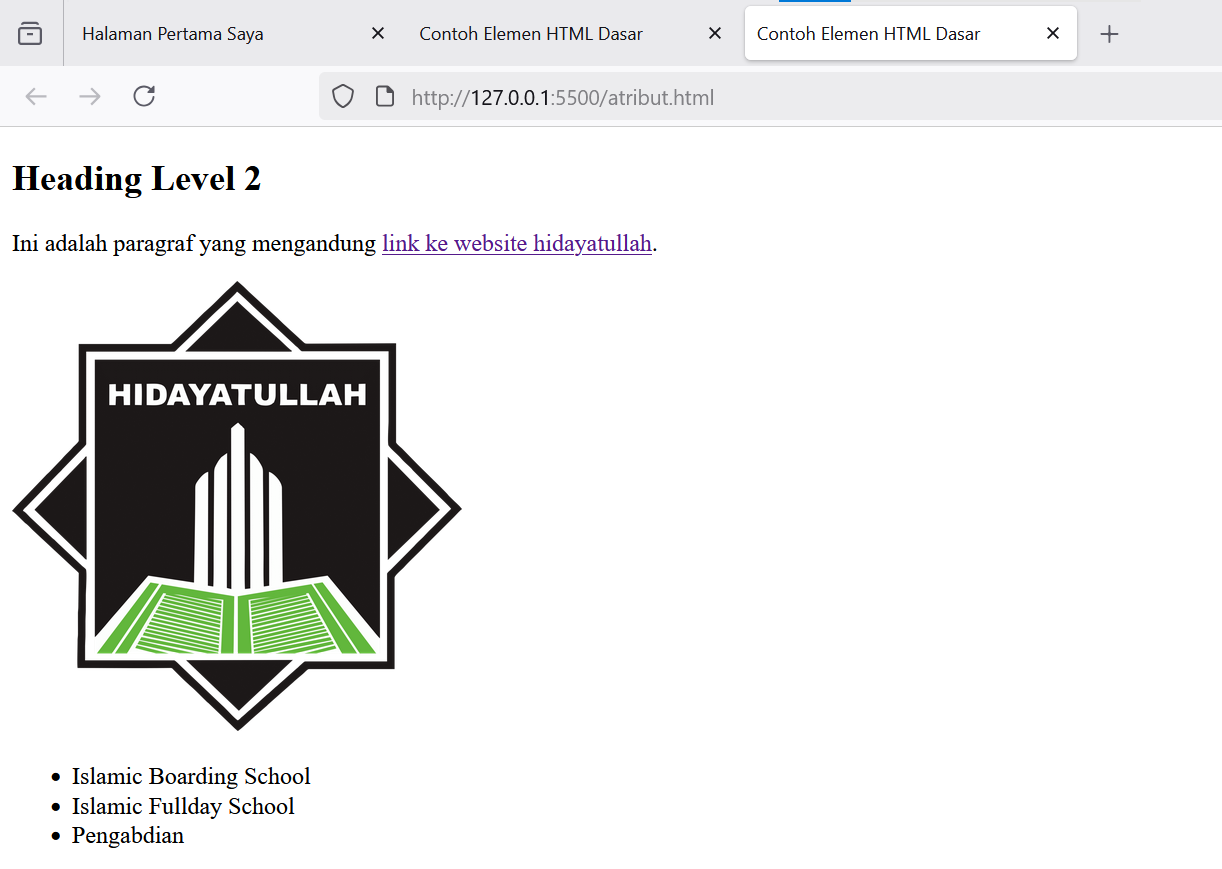 Halaman Pertama Saya
Contoh Elemen HTML Dasar
Contoh Elemen HTML Dasar
http://127.0.0.1:5500/atribut.html
Heading Level 2
Ini adalah paragraf yang mengandung link ke website hidayatullah.
HIDAYATULLAH
Islamic Boarding School
Islamic Fullday School
Pengabdian